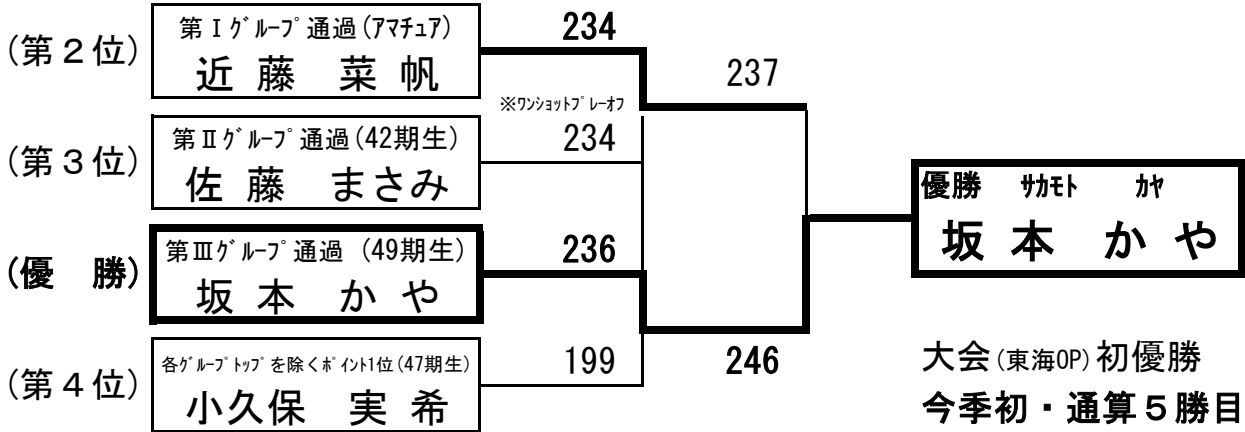 (第2位)
第Ⅰグループ通過(アマチュア)
近藤 菜帆
234
237
※ワンショットプレーオフ
(第3位)
第Ⅱグループ通過(42期生)
佐藤 まさみ
234
(優 勝)
第Ⅲグループ通過 (49期生)
坂本 かや
236
優勝 サカモト カヤ
坂本 かや
(第4位)
各グループトップを除くポイント1位(47期生)
小久保 実希
199
246
大会(東海OP)初優勝
今季初・通算5勝目